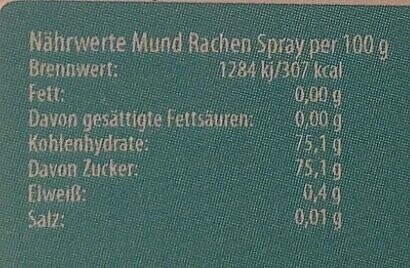 Nährwerte Mund Rachen Spray per 100 g
Brennwert: 1284 kj/307 kcal
Fett: 0,00 g
Davon gesättigte Fettsäuren: 0,00 g
Kohlenhydrate: 75,1 g
Davon Zucker: 75,1 g
Eiweiß: 0,4 g
Salz: 0,01 g